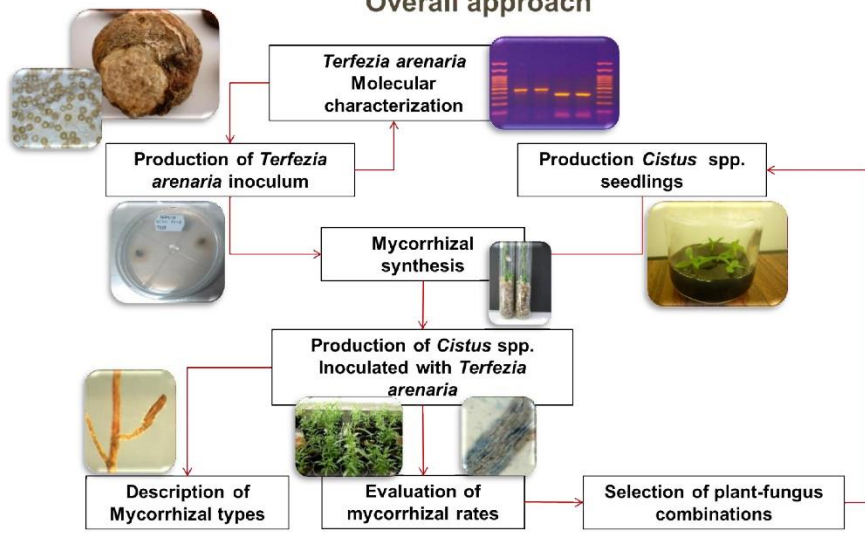 Overall approach
Terfezia arenaria
Molecular
characterization
Production of Terfezia
arenaria inoculum
Production Cistus spp.
seedlings
Mycorrhizal
synthesis
Production of Cistus spp.
Inoculated with Terfezia
arenaria
Description of
Mycorrhizal types
Evaluation of
mycorrhizal rates
Selection of plant-fungus
combinations